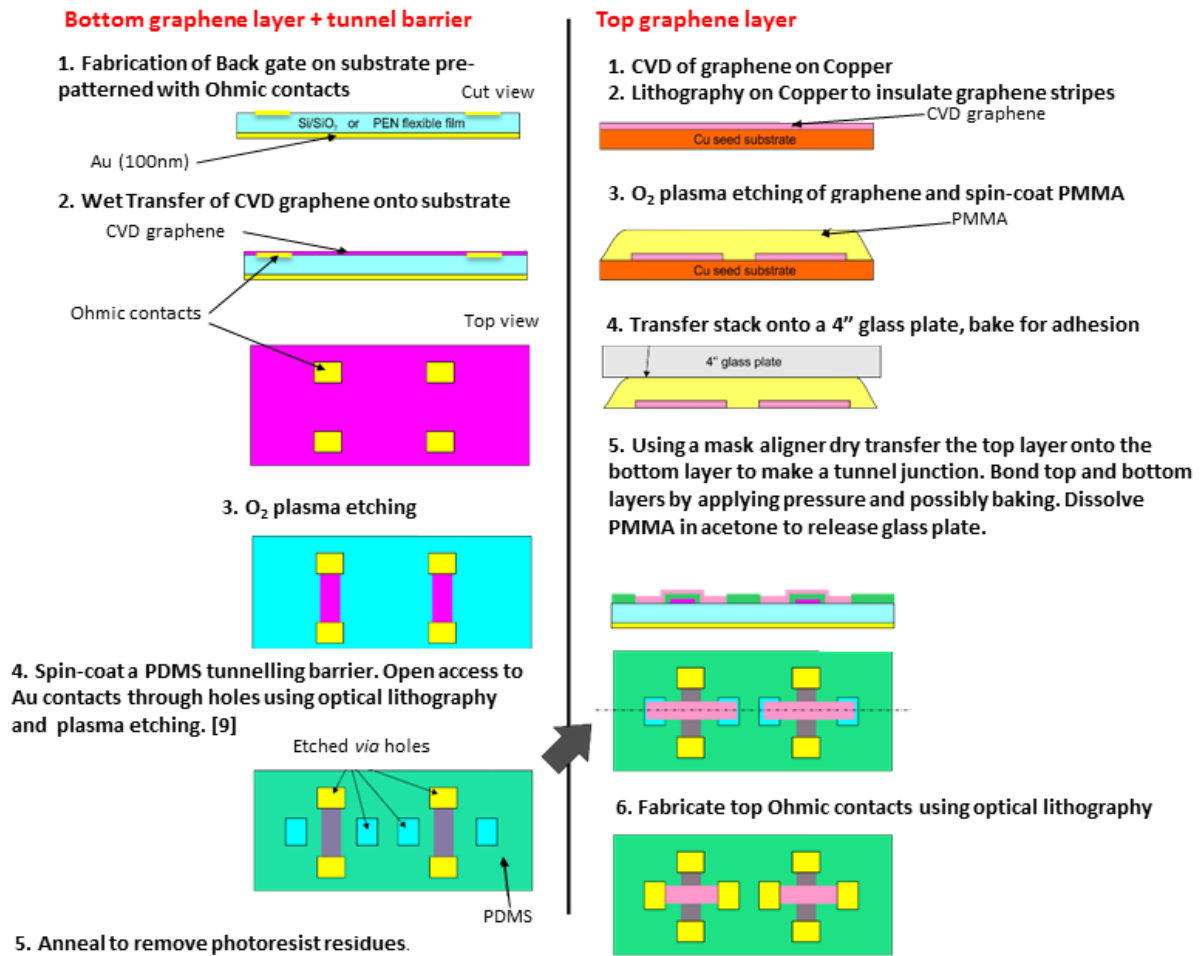 Bottom graphene layer + tunnel barrier
1. Fabrication of Back gate on substrate pre-
patterned with Ohmic contacts
Cut view
Si/SiO₂ or PEN flexible film
Au (100nm)
2. Wet Transfer of CVD graphene onto substrate
CVD graphene
Ohmic contacts
Top view
3. O₂ plasma etching
4. Spin-coat a PDMS tunnelling barrier. Open access to
Au contacts through holes using optical lithography
and plasma etching. [9]
Etched via holes
PDMS
5. Anneal to remove photoresist residues.
Top graphene layer
1. CVD of graphene on Copper
2. Lithography on Copper to insulate graphene stripes
CVD graphene
Cu seed substrate
3. O₂ plasma etching of graphene and spin-coat PMMA
PMMA
Cu seed substrate
4. Transfer stack onto a 4” glass plate, bake for adhesion
4" glass plate
5. Using a mask aligner dry transfer the top layer onto the
bottom layer to make a tunnel junction. Bond top and bottom
layers by applying pressure and possibly baking. Dissolve
PMMA in acetone to release glass plate.
6. Fabricate top Ohmic contacts using optical lithography